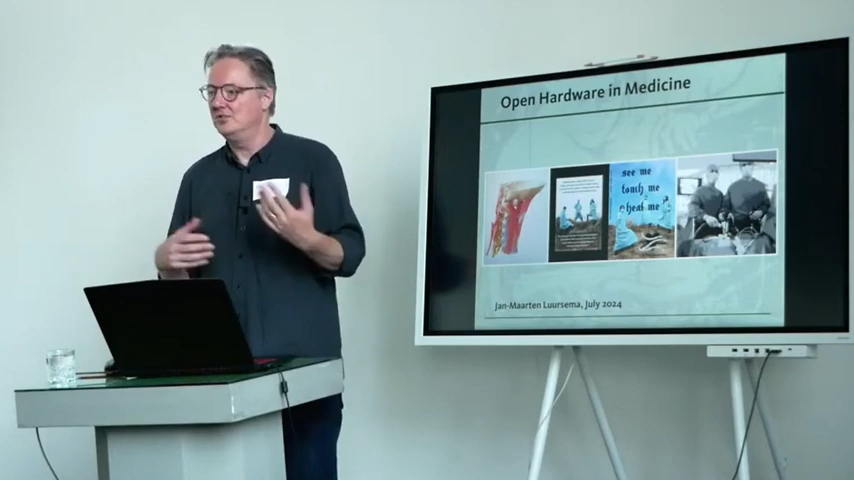 Open Hardware in Medicine
see me
touch me
heal me
Jan-Maarten Luursema, July 2024